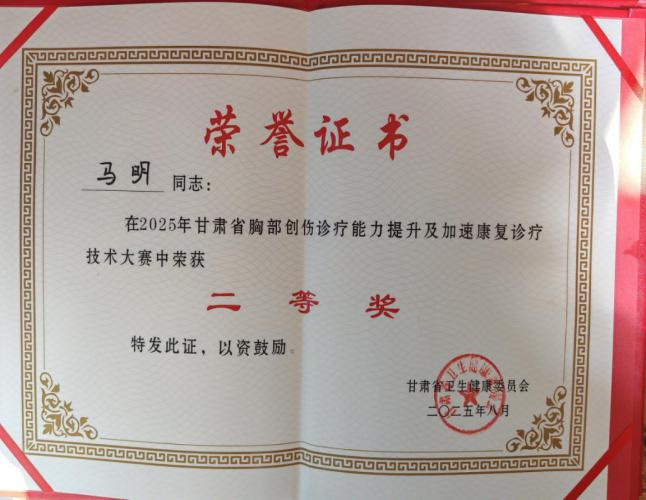 荣誉证书
马明 同志：
在2025年甘肃省胸部创伤诊疗能力提升及加速康复诊疗
技术大赛中荣获
二等奖
特发此证，以资鼓励。
甘肃省卫生健康委员会
二〇二五年八月